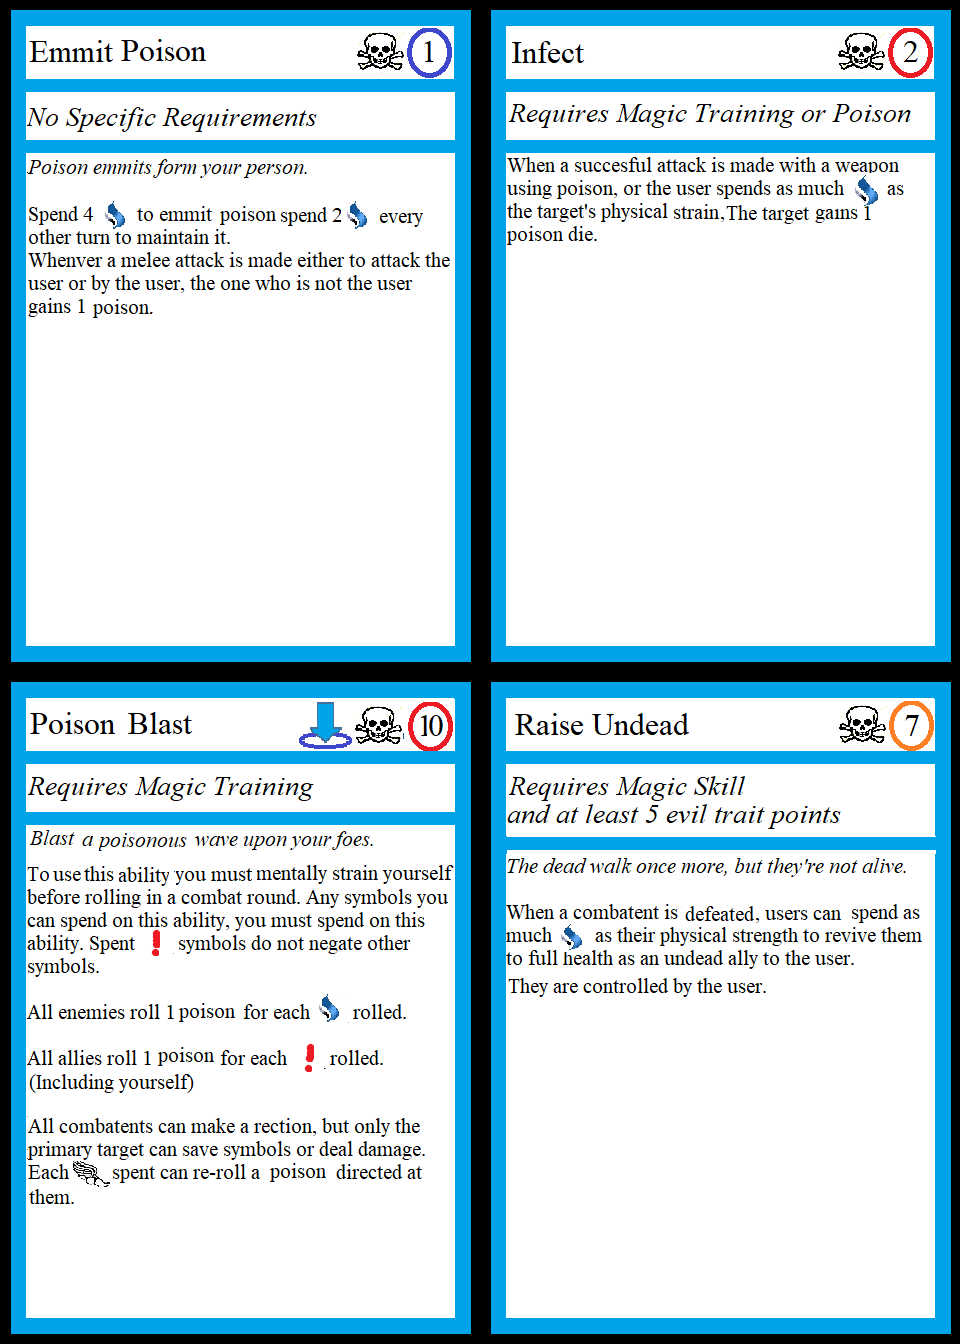 Emmit Poison 1
No Specific Requirements
Poison emmits form your person.
Spend 4 to emmit poison spend 2 every
other turn to maintain it.
Whenver a melee attack is made either to attack the
user or by the user, the one who is not the user
gains 1 poison.
Infect 2
Requires Magic Training or Poison
When a succesful attack is made with a weapon
using poison, or the user spends as much as
the target's physical strain,The target gains 1
poison die.
Poison Blast 10
Requires Magic Training
Blast a poisonous wave upon your foes.
To use this ability you must mentally strain yourself
before rolling in a combat round. Any symbols you
can spend on this ability, you must spend on this
ability. Spent ! symbols do not negate other
symbols.
All enemies roll 1 poison for each rolled.
All allies roll 1 poison for each ! rolled.
(Including yourself)
All combatents can make a rection, but only the
primary target can save symbols or deal damage.
Each spent can re-roll a poison directed at
them.
Raise Undead 7
Requires Magic Skill
and at least 5 evil trait points
The dead walk once more, but they're not alive.
When a combatent is defeated, users can spend as
much as their physical strength to revive them
to full health as an undead ally to the user.
They are controlled by the user.